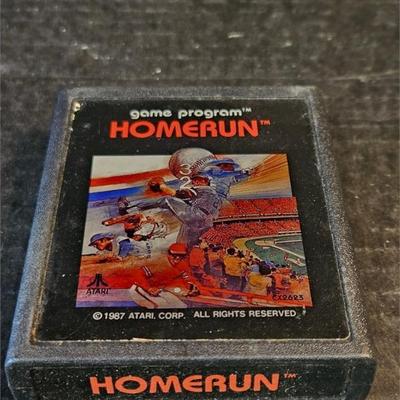 game program™
HOMERUN™
ATARI
CX2623
© 1987 ATARI, CORP. ALL RIGHTS RESERVED
HOMERUN™